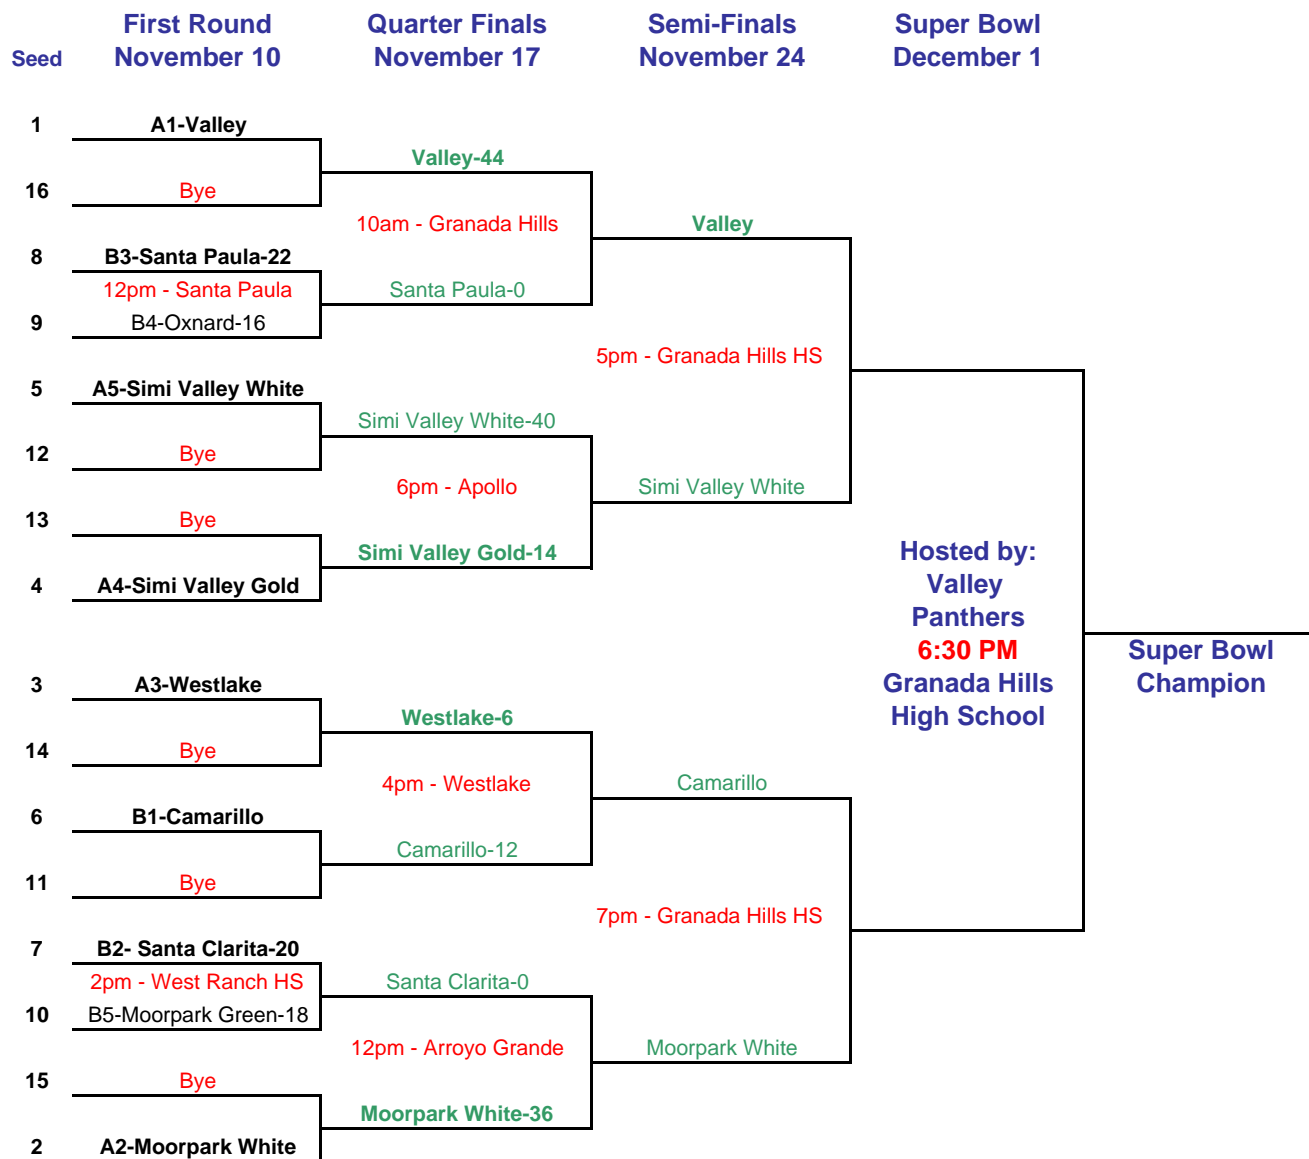 First Round
Quarter Finals
Semi-Finals
Super Bowl
Seed
November 10
November 17
November 24
December 1
1
A1-Valley
Valley-44
16
Bye
10am - Granada Hills
Valley
8
B3-Santa Paula-22
12pm - Santa Paula
Santa Paula-0
9
B4-Oxnard-16
5pm - Granada Hills HS
5
A5-Simi Valley White
Simi Valley White-40
12
Bye
6pm - Apollo
Simi Valley White
13
Bye
Simi Valley Gold-14
4
A4-Simi Valley Gold
Hosted by:
Valley
Panthers
6:30 PM
Granada Hills
High School
Super Bowl
Champion
3
A3-Westlake
Westlake-6
14
Bye
4pm - Westlake
Camarillo
6
B1-Camarillo
Camarillo-12
11
Bye
7pm - Granada Hills HS
7
B2- Santa Clarita-20
2pm - West Ranch HS
Santa Clarita-0
10
B5-Moorpark Green-18
12pm - Arroyo Grande
Moorpark White
15
Bye
Moorpark White-36
2
A2-Moorpark White